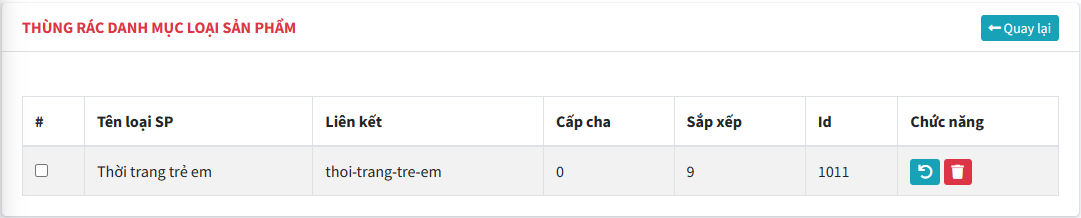 THÙNG RÁC DANH MỤC LOẠI SẢN PHẨM
Quay lại
# Tên loại SP Liên kết Cấp cha Sắp xếp Id Chức năng
Thời trang trẻ em thoi-trang-tre-em 0 9 1011